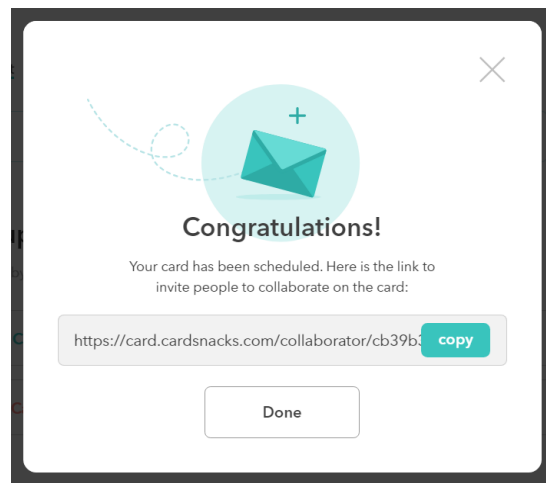 Congratulations!
Your card has been scheduled. Here is the link to
invite people to collaborate on the card:
https://card.cardsnacks.com/collaborator/cb39b
copy
Done